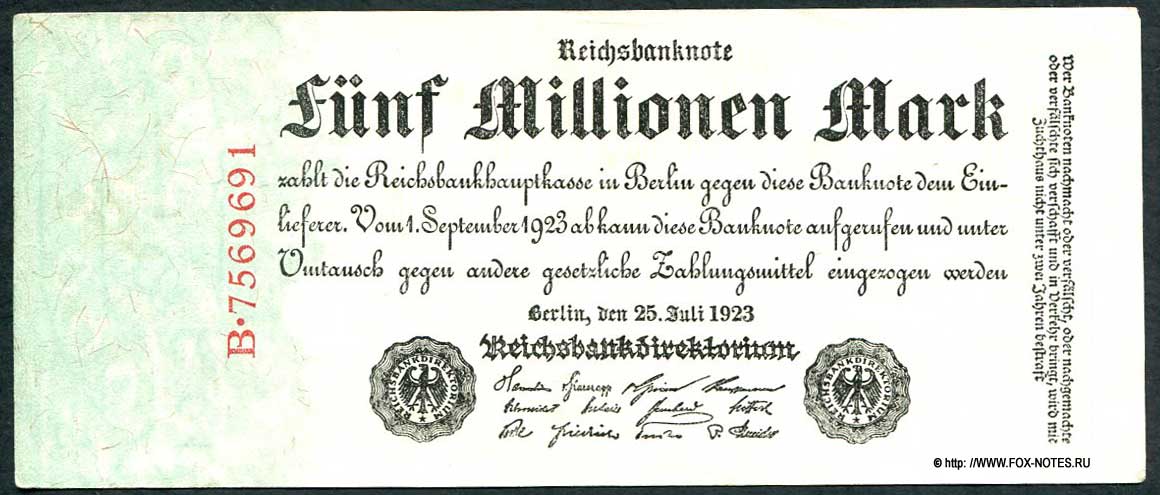 Reichsbanknote
Fünf Millionen Mark
zahlt die Reichsbankhauptkasse in Berlin gegen diese Banknote dem Ein-
lieferer. Vom 1. September 1923 ab kann diese Banknote aufgerufen und unter
Umtausch gegen andere gesetzliche Zahlungsmittel eingezogen werden
Berlin, den 25. Juli 1923
Reichsbankdirektorium
REICHSBANKDIREKTORIUM
REICHSBANKDIREKTORIUM
B·7569691
Wer Banknoten nachmacht oder verfälscht, oder nachgemachte
oder verfälschte sich verschafft und in Verkehr bringt, wird mit
Zuchthaus nicht unter zwei Jahren bestraft
© http: //WWW.FOX-NOTES.RU